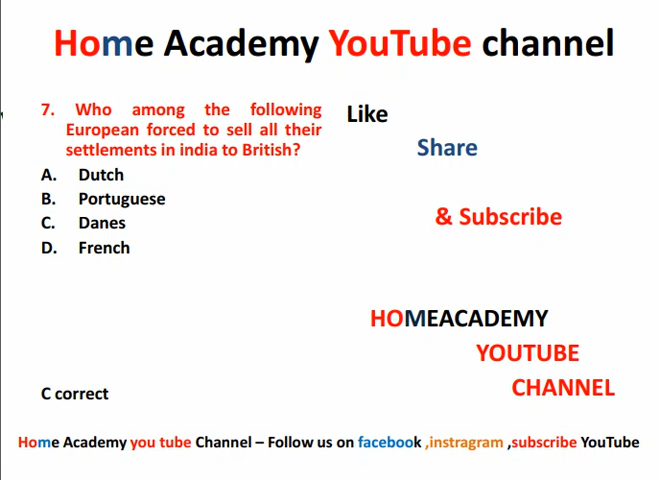 Home Academy YouTube channel
7. Who among the following
European forced to sell all their
settlements in india to British?
A. Dutch
B. Portuguese
C. Danes
D. French
C correct
Like
Share
& Subscribe
HOMEACADEMY
YOUTUBE
CHANNEL
Home Academy you tube Channel – Follow us on facebook ,instragram ,subscribe YouTube